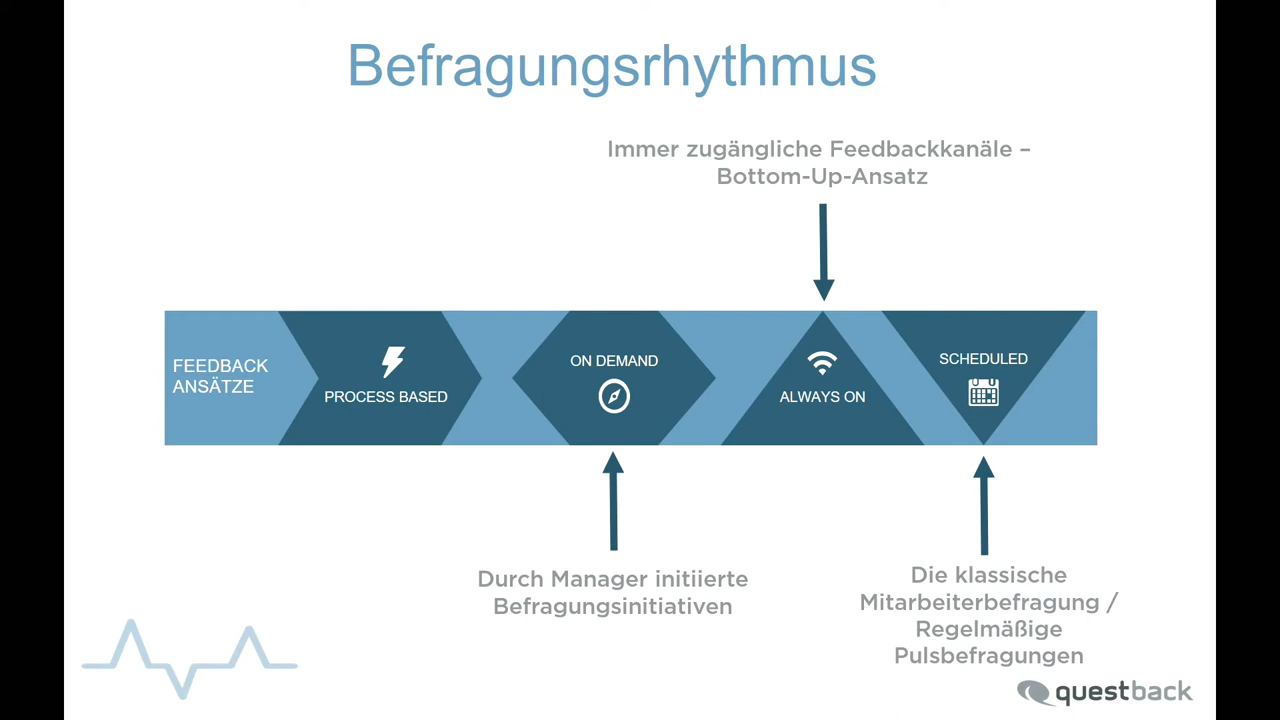 Befragungsrhythmus
Immer zugängliche Feedbackkanäle –
Bottom-Up-Ansatz
FEEDBACK
ANSÄTZE
PROCESS BASED
ON DEMAND
ALWAYS ON
SCHEDULED
Durch Manager initiierte
Befragungsinitiativen
Die klassische
Mitarbeiterbefragung /
Regelmäßige
Pulsbefragungen
questback